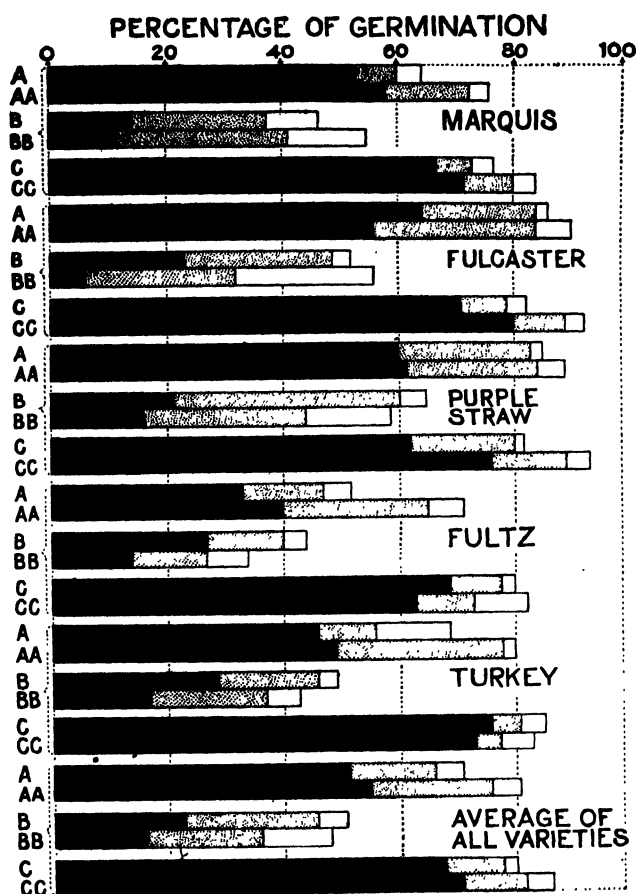 PERCENTAGE OF GERMINATION
0 20 40 60 80 100
A
AA
MARQUIS
B
BB
C
CC
A
AA
B
FULCASTER
BB
C
CC
A
AA
B
PURPLE
BB
STRAW
C
CC
A
AA
B
FULTZ
BB
C
CC
A
AA
B
TURKEY
BB
C
CC
A
AA
B
AVERAGE OF
BB
ALL VARIETIES
C
CC